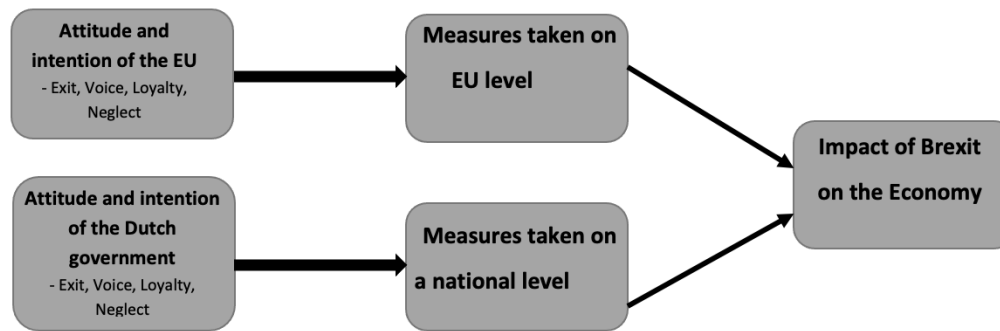 Attitude and
intention of the EU
- Exit, Voice, Loyalty,
Neglect
Measures taken on
EU level
Impact of Brexit
on the Economy
Attitude and intention
of the Dutch
government
- Exit, Voice, Loyalty,
Neglect
Measures taken on
a national level